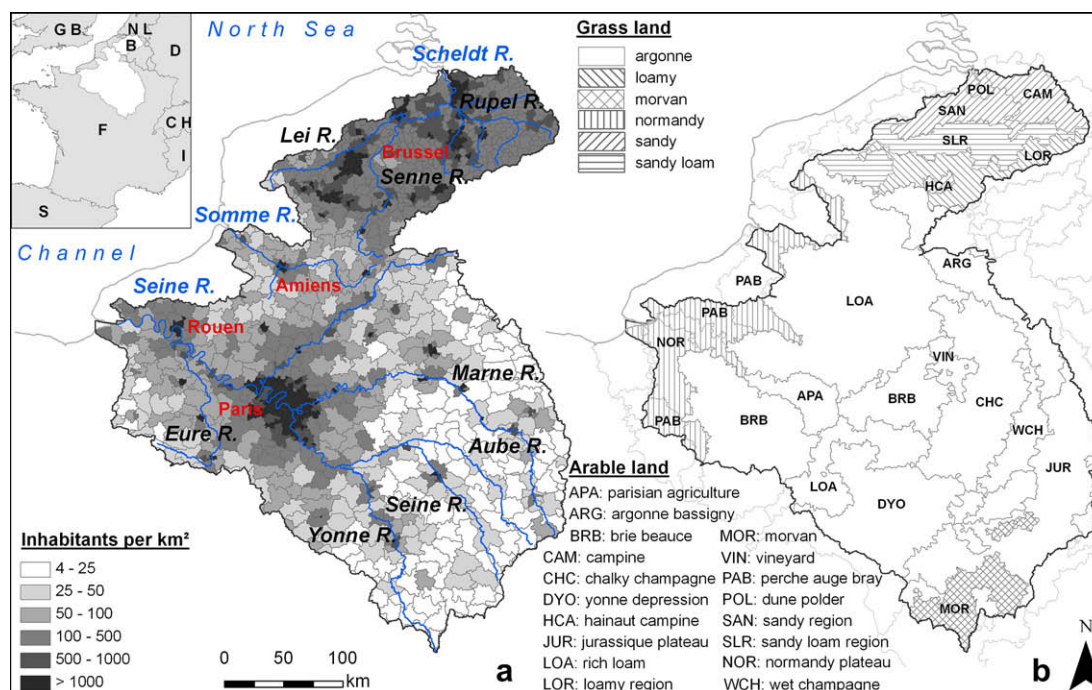 G B
N L
B
D
F
C H
I
S
North Sea
Scheldt R.
Rupel R.
Lei R.
Brussel
Senne R.
Somme R.
Channel
Amiens
Seine R.
Rouen
Marne R.
Paris
Eure R.
Aube R.
Seine R.
Yonne R.
Inhabitants per km²
4 - 25
25 - 50
50 - 100
100 - 500
500 - 1000
> 1000
0 50 100
km
a
Grass land
argonne
loamy
morvan
normandy
sandy
sandy loam
POL
CAM
SAN
SLR
LOR
HCA
ARG
PAB
LOA
PAB
NOR
VIN
APA
BRB
CHC
PAB
BRB
WCH
JUR
LOA
DYO
MOR
Arable land
APA: parisian agriculture
ARG: argonne bassigny
BRB: brie beauce
CAM: campine
CHC: chalky champagne
DYO: yonne depression
HCA: hainaut campine
JUR: jurassique plateau
LOA: rich loam
LOR: loamy region
MOR: morvan
VIN: vineyard
PAB: perche auge bray
POL: dune polder
SAN: sandy region
SLR: sandy loam region
NOR: normandy plateau
WCH: wet champagne
N
b